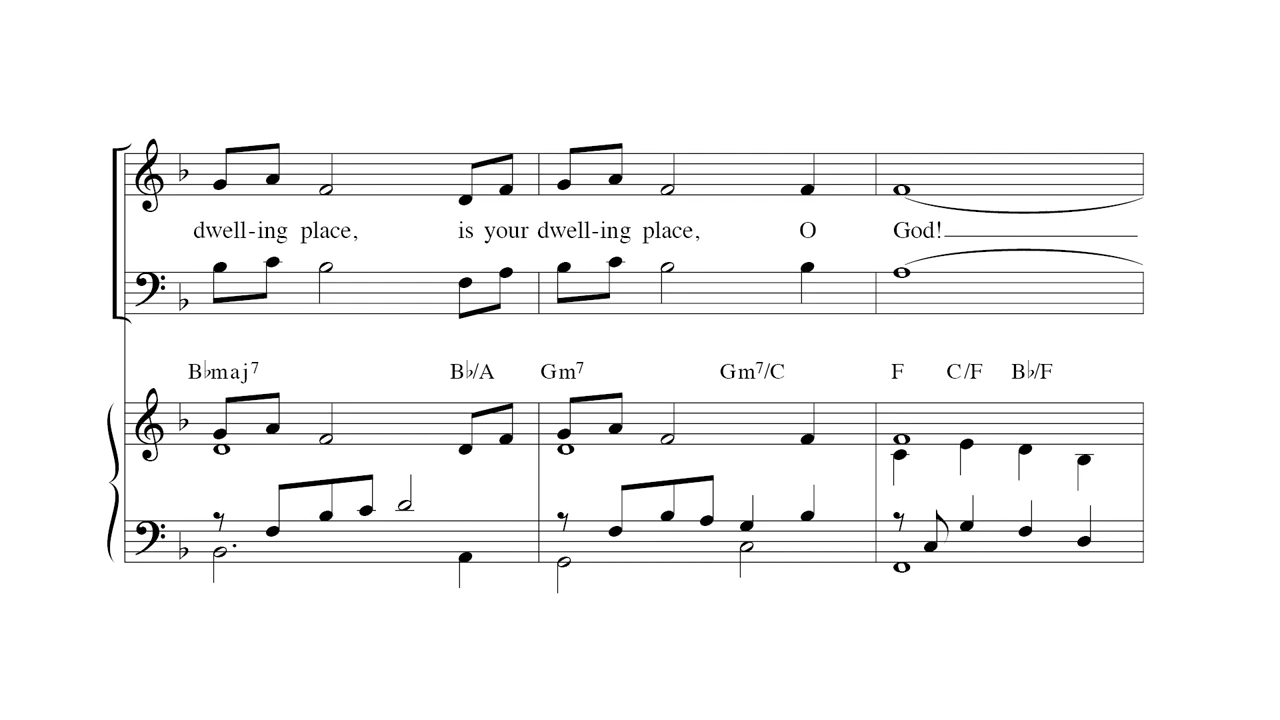 dwell-ing place, is your dwell-ing place, O God!
B♭maj7 B♭/A Gm7 Gm7/C F C/F B♭/F